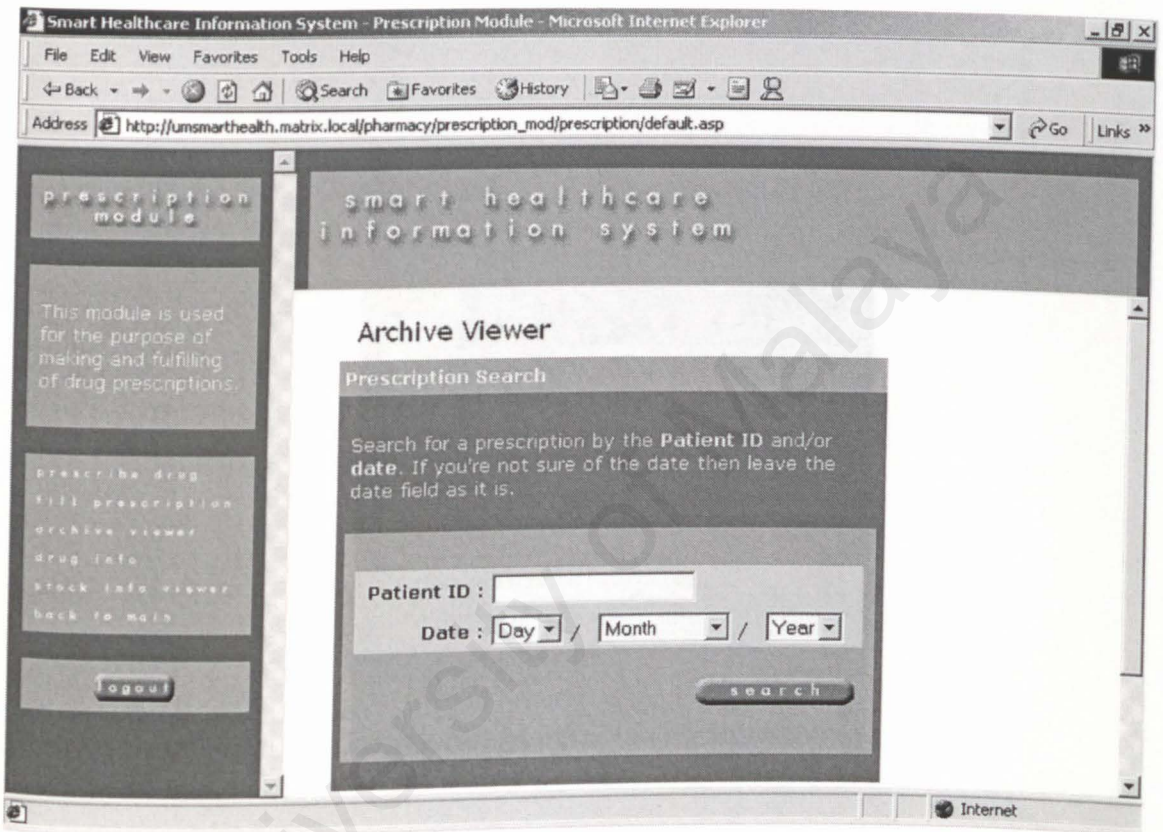 Smart Healthcare Information System - Prescription Module - Microsoft Internet Explorer
File Edit View Favorites Tools Help
Back Search Favorites History
Address http://umsmarthealth.matrix.local/pharmacy/prescription_mod/prescription/default.asp Go Links »
prescription
module
This module is used
for the purpose of
making and fulfilling
of drug prescriptions.
prescribe drug
fill prescription
archive viewer
drug info
stock info viewer
back to main
logout
smart healthcare
information system
Archive Viewer
Prescription Search
Search for a prescription by the Patient ID and/or
date. If you're not sure of the date then leave the
date field as it is.
Patient ID :
Date : Day / Month / Year
search
Internet
University of Malaya